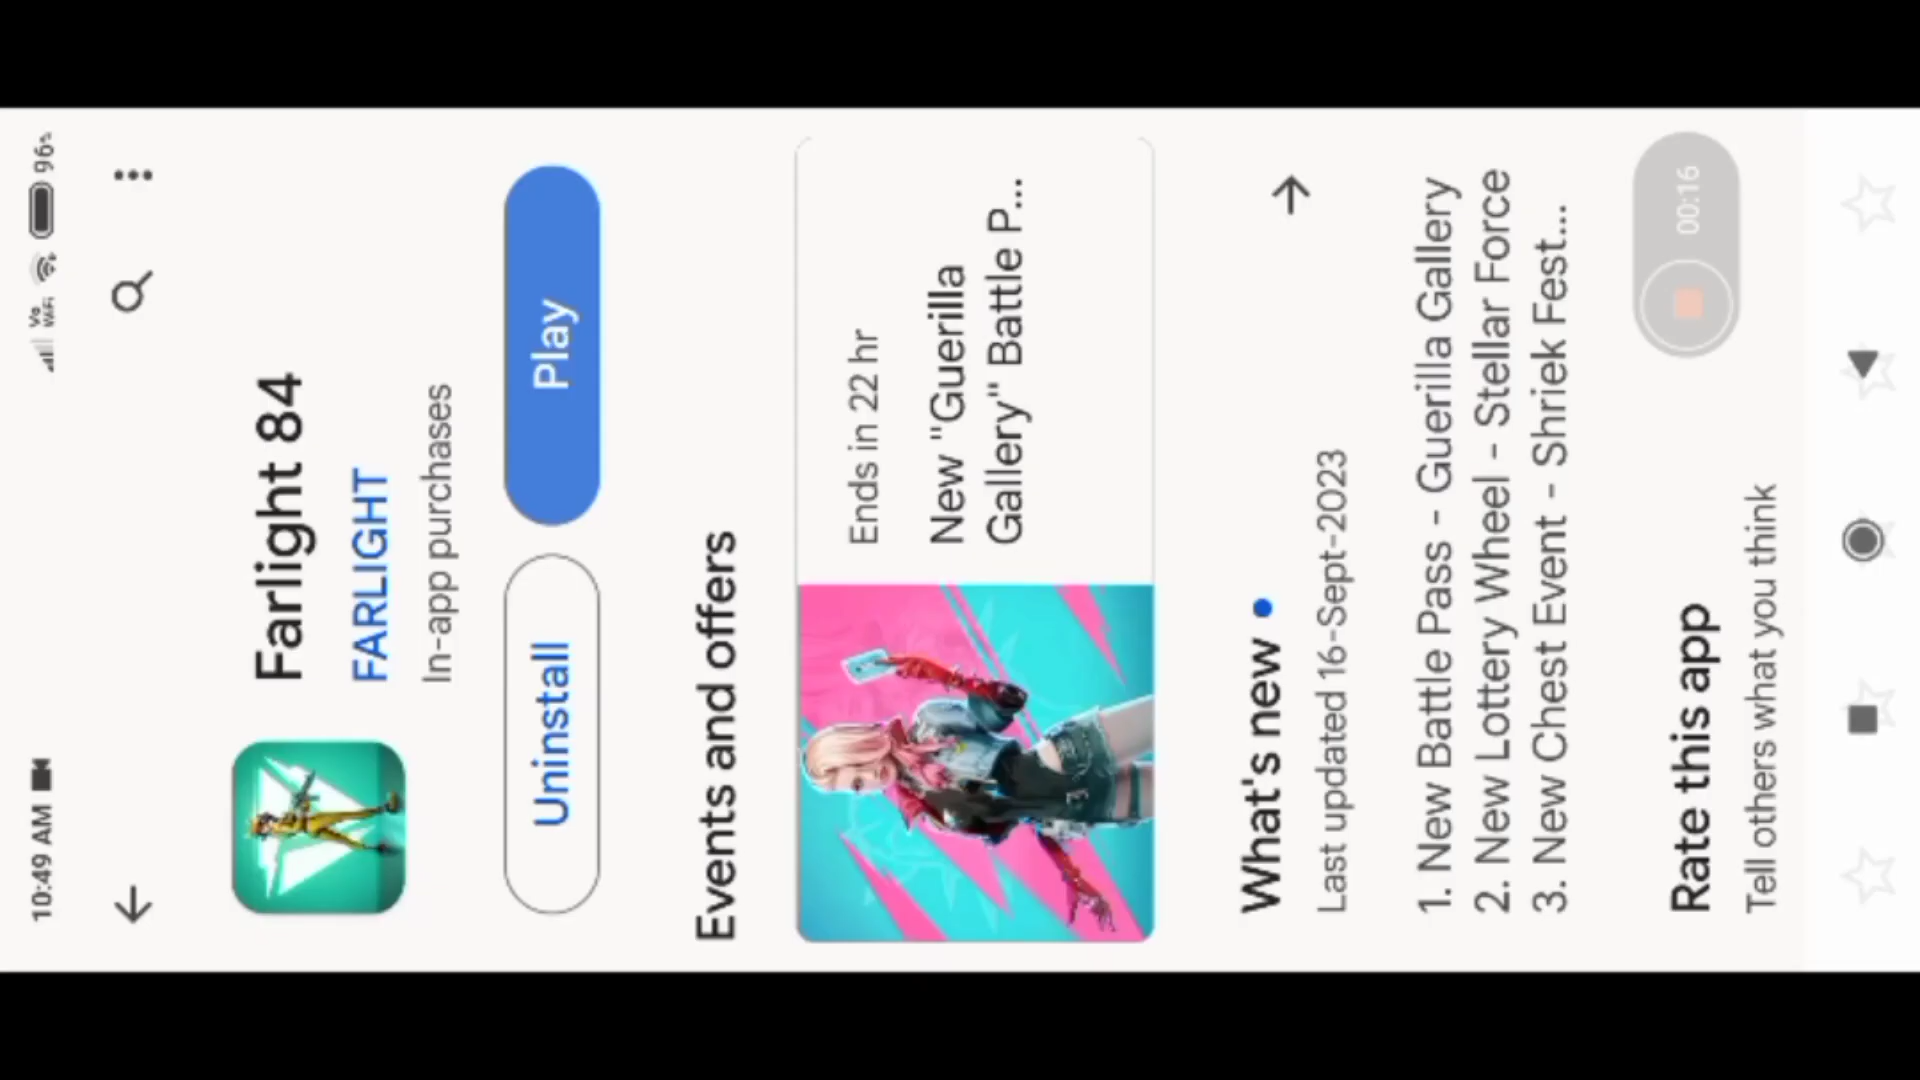 10:49 AM
Vo
WiFi
96%
Farlight 84
FARLIGHT
In-app purchases
Uninstall
Play
Events and offers
Ends in 22 hr
New "Guerilla
Gallery" Battle P...
What's new
Last updated 16-Sept-2023
1. New Battle Pass - Guerilla Gallery
2. New Lottery Wheel - Stellar Force
3. New Chest Event - Shriek Fest...
00:16
Rate this app
Tell others what you think